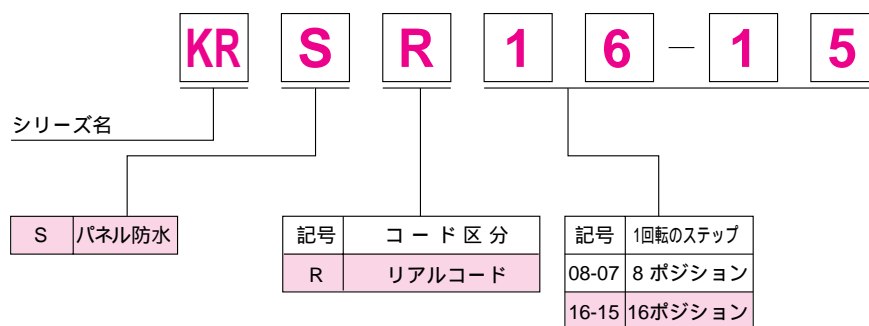 KR S R 1 6 — 1 5
シリーズ名
S パネル防水
記号 コード区分
R リアルコード
記号 1回転のステップ
08-07 8 ポジション
16-15 16ポジション